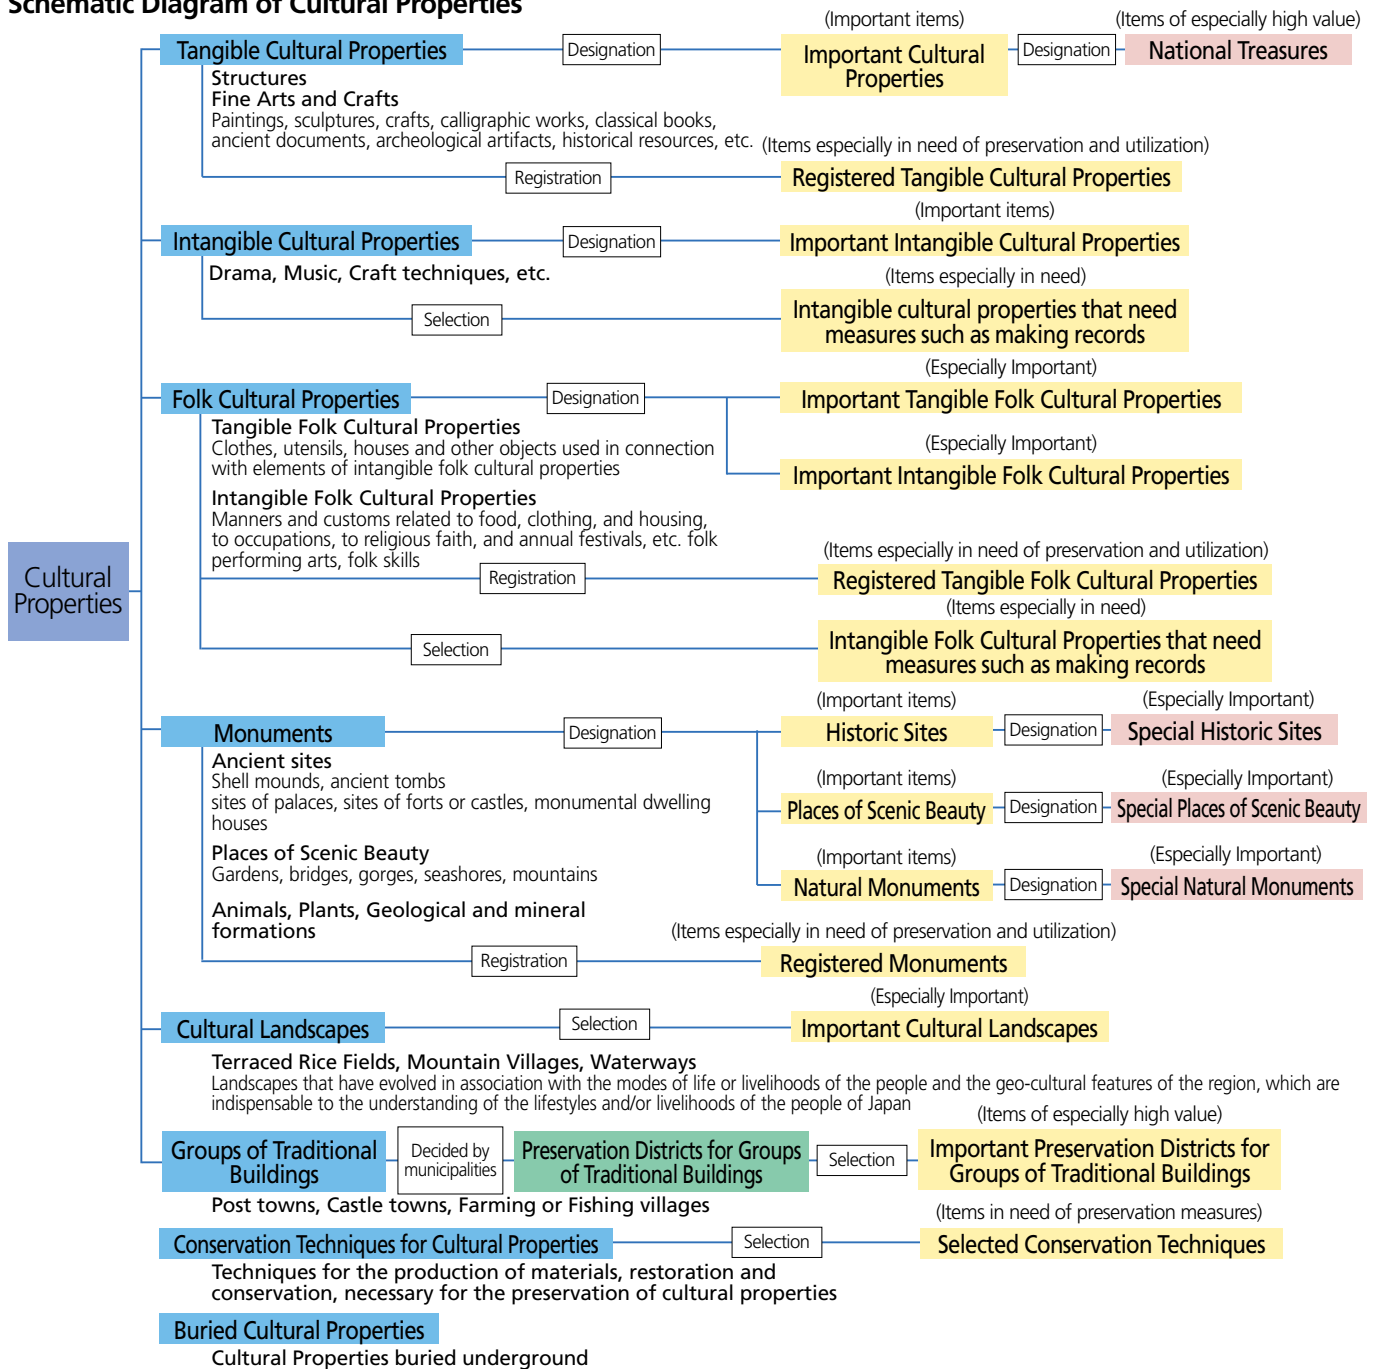 Schematic Diagram of Cultural Properties
(Important items)
(Items of especially high value)
Tangible Cultural Properties
Designation
Important Cultural
Properties
Designation
National Treasures
Structures
Fine Arts and Crafts
Paintings, sculptures, crafts, calligraphic works, classical books,
ancient documents, archeological artifacts, historical resources, etc.
(Items especially in need of preservation and utilization)
Registration
Registered Tangible Cultural Properties
(Important items)
Intangible Cultural Properties
Designation
Important Intangible Cultural Properties
Drama, Music, Craft techniques, etc.
(Items especially in need)
Selection
Intangible cultural properties that need
measures such as making records
(Especially Important)
Folk Cultural Properties
Designation
Important Tangible Folk Cultural Properties
Tangible Folk Cultural Properties
Clothes, utensils, houses and other objects used in connection
with elements of intangible folk cultural properties
(Especially Important)
Important Intangible Folk Cultural Properties
Intangible Folk Cultural Properties
Manners and customs related to food, clothing, and housing,
to occupations, to religious faith, and annual festivals, etc. folk
performing arts, folk skills
(Items especially in need of preservation and utilization)
Registration
Registered Tangible Folk Cultural Properties
Cultural
Properties
(Items especially in need)
Selection
Intangible Folk Cultural Properties that need
measures such as making records
(Important items)
(Especially Important)
Monuments
Designation
Historic Sites
Designation
Special Historic Sites
Ancient sites
Shell mounds, ancient tombs
sites of palaces, sites of forts or castles, monumental dwelling
houses
(Important items)
(Especially Important)
Places of Scenic Beauty
Designation
Special Places of Scenic Beauty
Places of Scenic Beauty
Gardens, bridges, gorges, seashores, mountains
(Important items)
(Especially Important)
Natural Monuments
Designation
Special Natural Monuments
Animals, Plants, Geological and mineral
formations
(Items especially in need of preservation and utilization)
Registration
Registered Monuments
(Especially Important)
Cultural Landscapes
Selection
Important Cultural Landscapes
Terraced Rice Fields, Mountain Villages, Waterways
Landscapes that have evolved in association with the modes of life or livelihoods of the people and the geo-cultural features of the region, which are
indispensable to the understanding of the lifestyles and/or livelihoods of the people of Japan
(Items of especially high value)
Groups of Traditional
Buildings
Decided by
municipalities
Preservation Districts for Groups
of Traditional Buildings
Selection
Important Preservation Districts for
Groups of Traditional Buildings
Post towns, Castle towns, Farming or Fishing villages
(Items in need of preservation measures)
Conservation Techniques for Cultural Properties
Selection
Selected Conservation Techniques
Techniques for the production of materials, restoration and
conservation, necessary for the preservation of cultural properties
Buried Cultural Properties
Cultural Properties buried underground